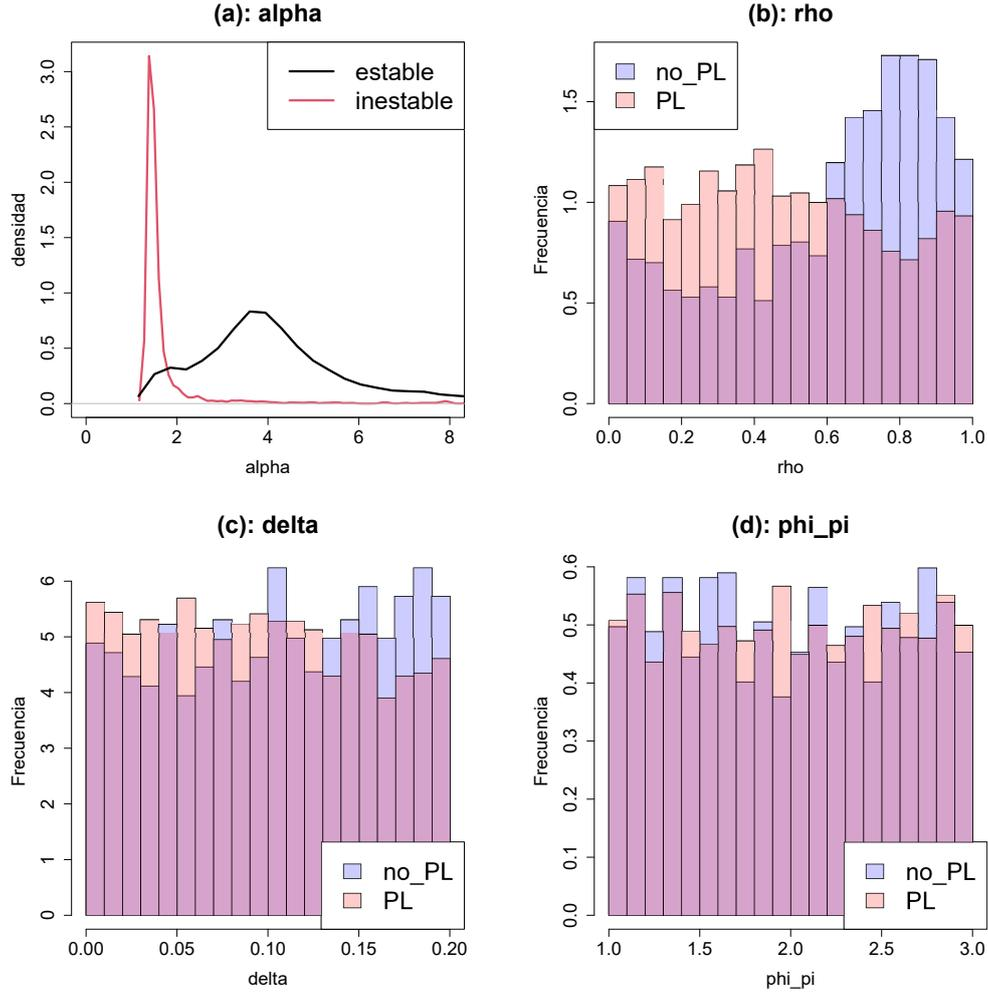 (a): alpha
densidad
0.0 0.5 1.0 1.5 2.0 2.5 3.0
estable
inestable
0 2 4 6 8
alpha
(b): rho
Frecuencia
0.0 0.5 1.0 1.5
no_PL
PL
0.0 0.2 0.4 0.6 0.8 1.0
rho
(c): delta
Frecuencia
0 1 2 3 4 5 6
no_PL
PL
0.00 0.05 0.10 0.15 0.20
delta
(d): phi_pi
Frecuencia
0.0 0.1 0.2 0.3 0.4 0.5 0.6
no_PL
PL
1.0 1.5 2.0 2.5 3.0
phi_pi